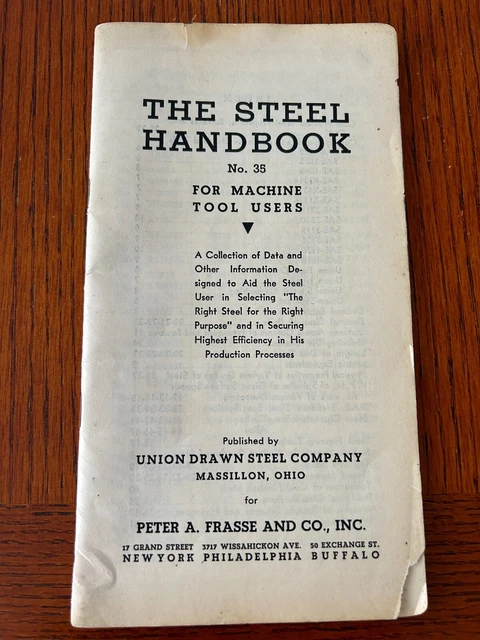 THE STEEL
HANDBOOK
No. 35
FOR MACHINE
TOOL USERS
A Collection of Data and
Other Information De-
signed to Aid the Steel
User in Selecting "The
Right Steel for the Right
Purpose" and in Securing
Highest Efficiency in His
Production Processes
Published by
UNION DRAWN STEEL COMPANY
MASSILLON, OHIO
for
PETER A. FRASSE AND CO., INC.
17 GRAND STREET 3717 WISSAHICKON AVE. 50 EXCHANGE ST.
NEW YORK PHILADELPHIA BUFFALO